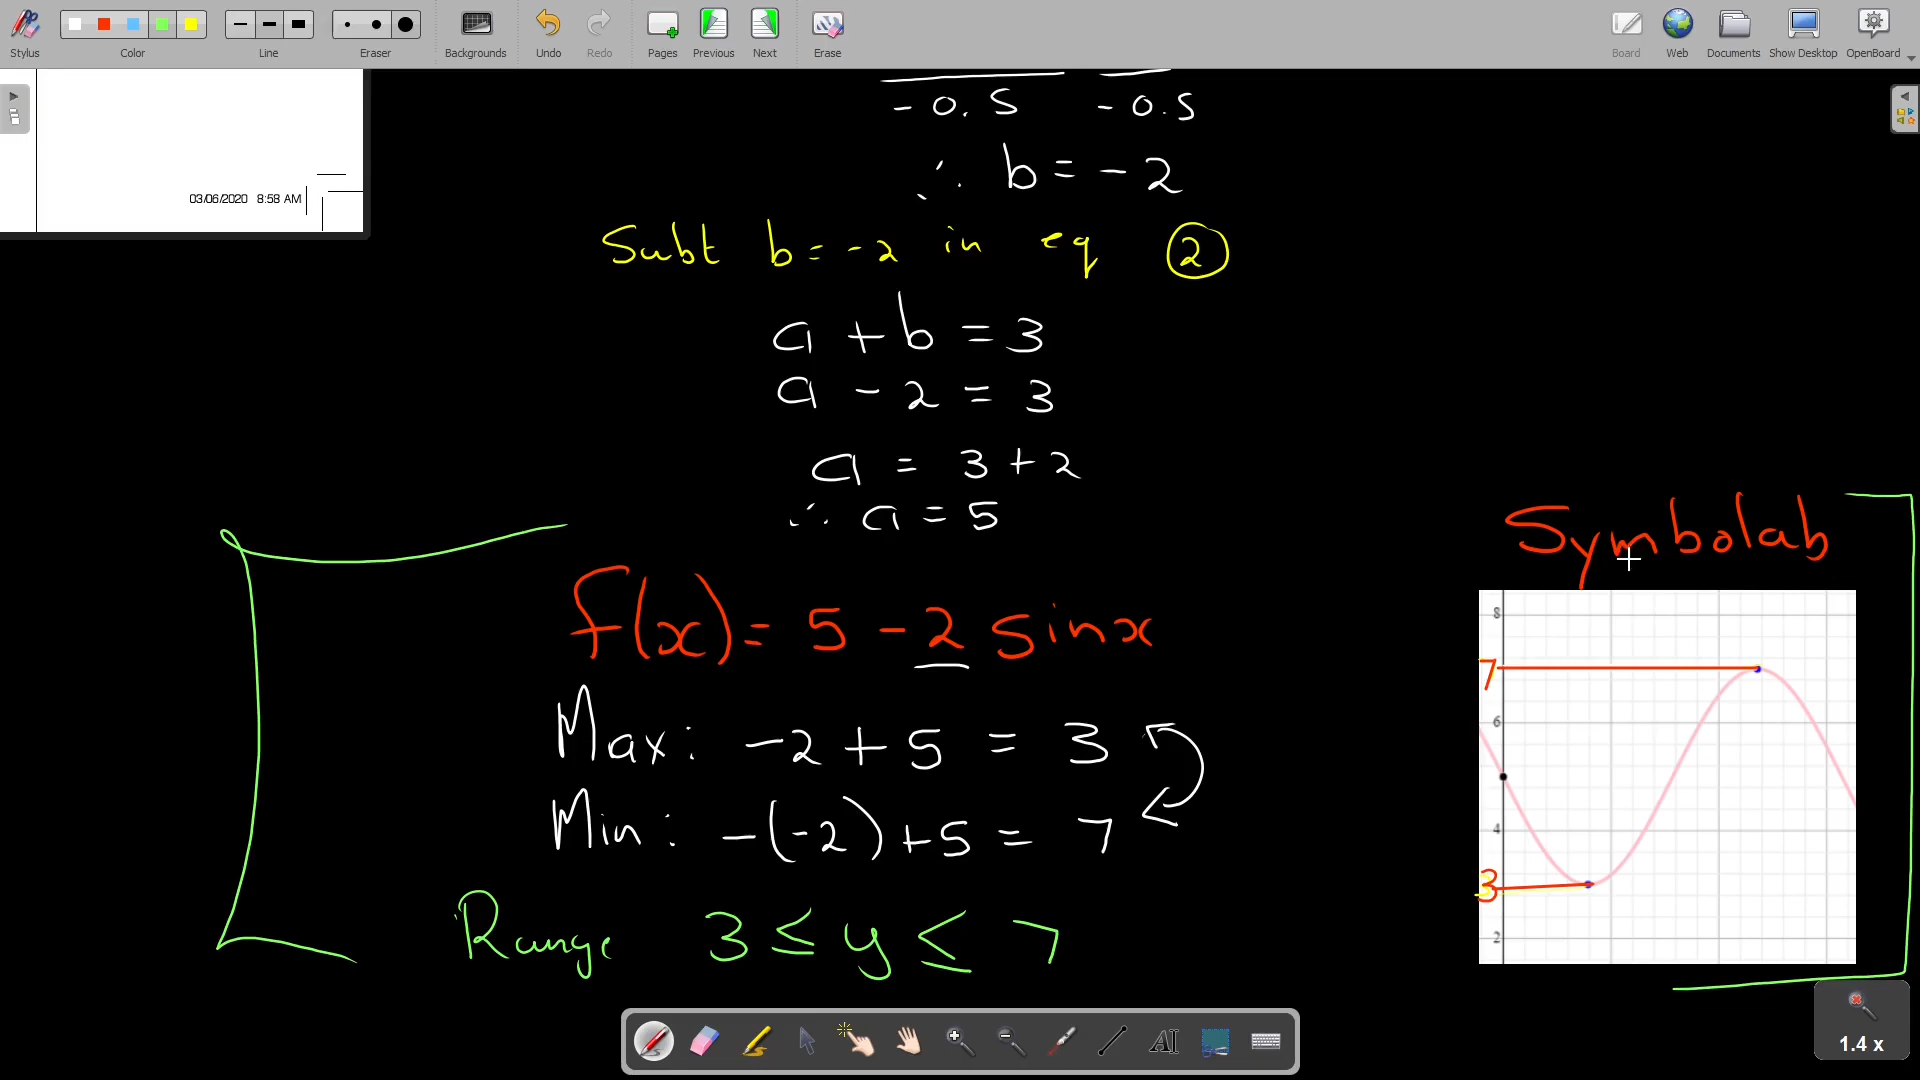 Stylus Color Line Eraser Backgrounds Undo Redo Pages Previous Next Erase Board Web Documents Show Desktop OpenBoard
-0.5 -0.5
∴ b = -2
03/06/2020 8:58 AM
Subt b = -2 in eq ②
a + b = 3
a - 2 = 3
a = 3 + 2
∴ a = 5
Symbolab
f(x) = 5 - 2 sinx
Max: -2 + 5 = 3
Min: -(-2) + 5 = 7
Range 3 ≤ y ≤ 7
8
7
6
4
3
2
AI
1.4 x